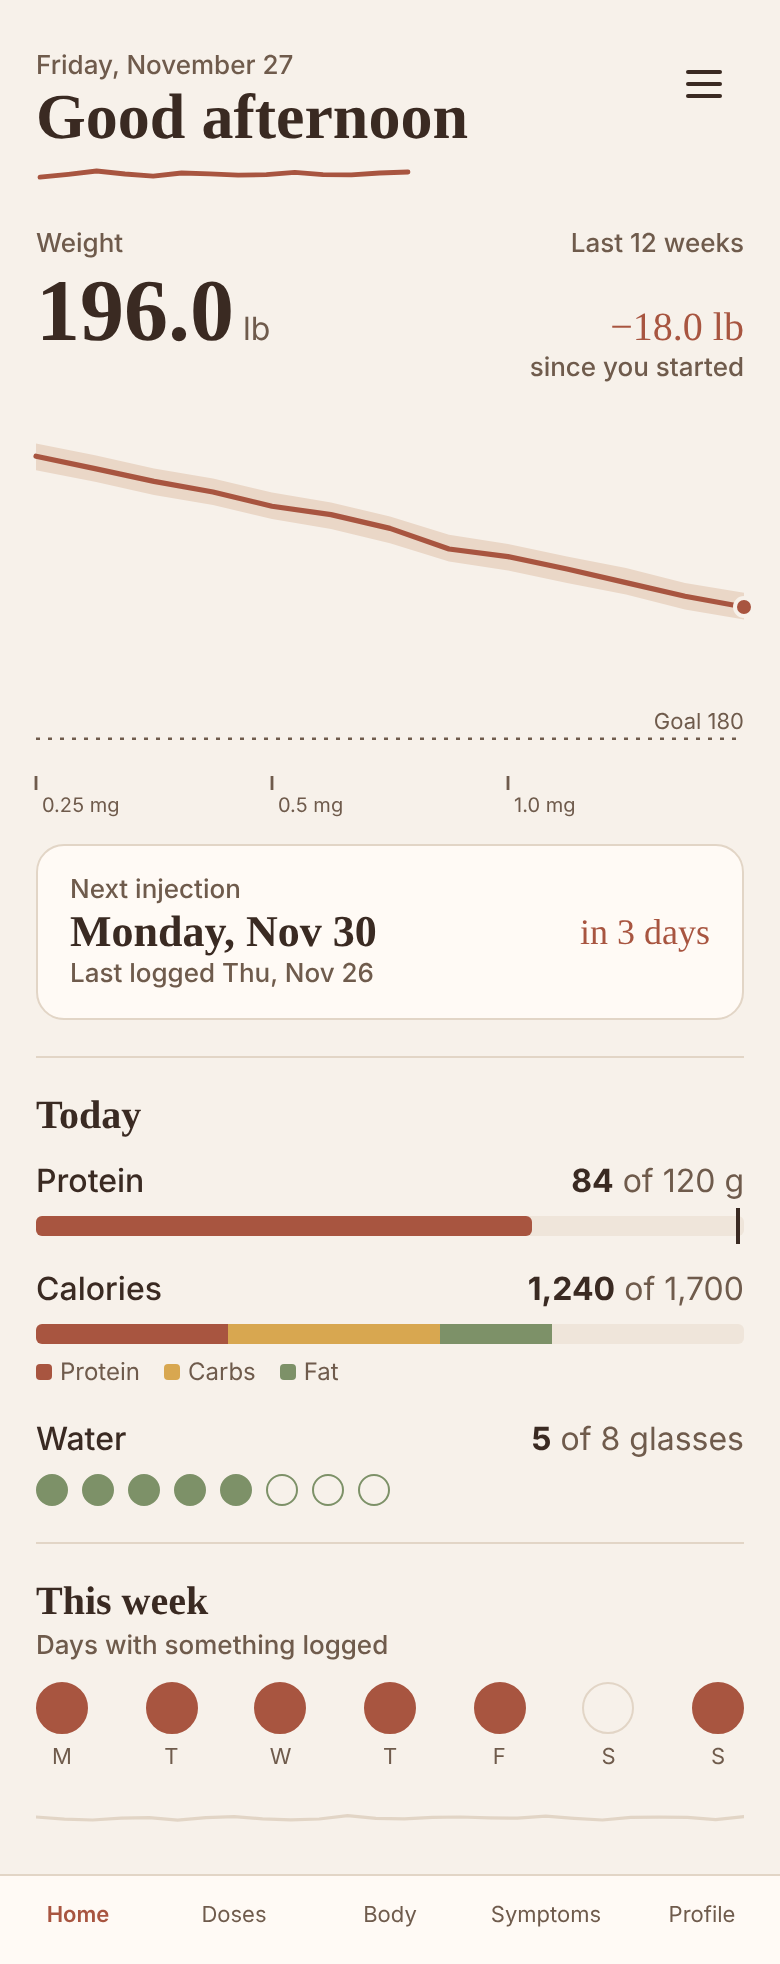 Friday, November 27
Good afternoon
Weight
Last 12 weeks
196.0 lb
−18.0 lb
since you started
Goal 180
0.25 mg
0.5 mg
1.0 mg
Next injection
Monday, Nov 30
in 3 days
Last logged Thu, Nov 26
Today
Protein
84 of 120 g
Calories
1,240 of 1,700
Protein
Carbs
Fat
Water
5 of 8 glasses
This week
Days with something logged
M
T
W
T
F
S
S
Home
Doses
Body
Symptoms
Profile